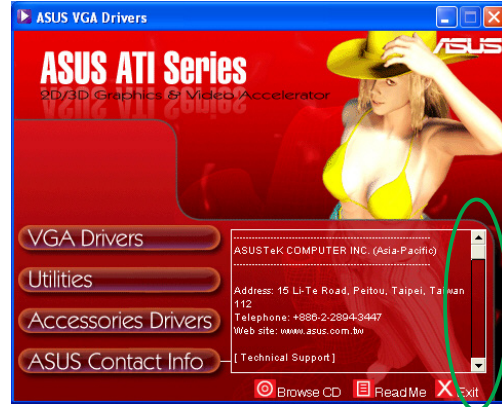 ASUS VGA Drivers
ASUS
ASUS ATI Series
2D/3D Graphics & Video Accelerator
VGA Drivers
Utilities
Accessories Drivers
ASUS Contact Info
----------------------------------------------------
ASUSTeK COMPUTER INC. (Asia-Pacific)
----------------------------------------------------
Address: 15 Li-Te Road, Peitou, Taipei, Taiwan
112
Telephone: +886-2-2894-3447
Web site: www.asus.com.tw
[ Technical Support ]
Browse CD
Read Me
Exit